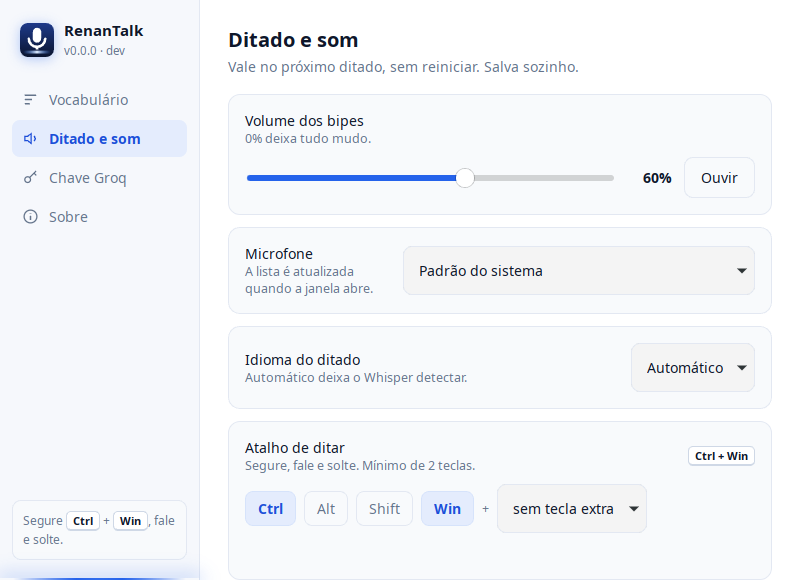 RenanTalk
v0.0.0 · dev
Vocabulário
Ditado e som
Chave Groq
Sobre
Segure Ctrl + Win, fale
e solte.
Ditado e som
Vale no próximo ditado, sem reiniciar. Salva sozinho.
Volume dos bipes
0% deixa tudo mudo.
60% Ouvir
Microfone
A lista é atualizada
quando a janela abre.
Padrão do sistema
Idioma do ditado
Automático deixa o Whisper detectar.
Automático
Atalho de ditar
Segure, fale e solte. Mínimo de 2 teclas.
Ctrl + Win
Ctrl Alt Shift Win + sem tecla extra